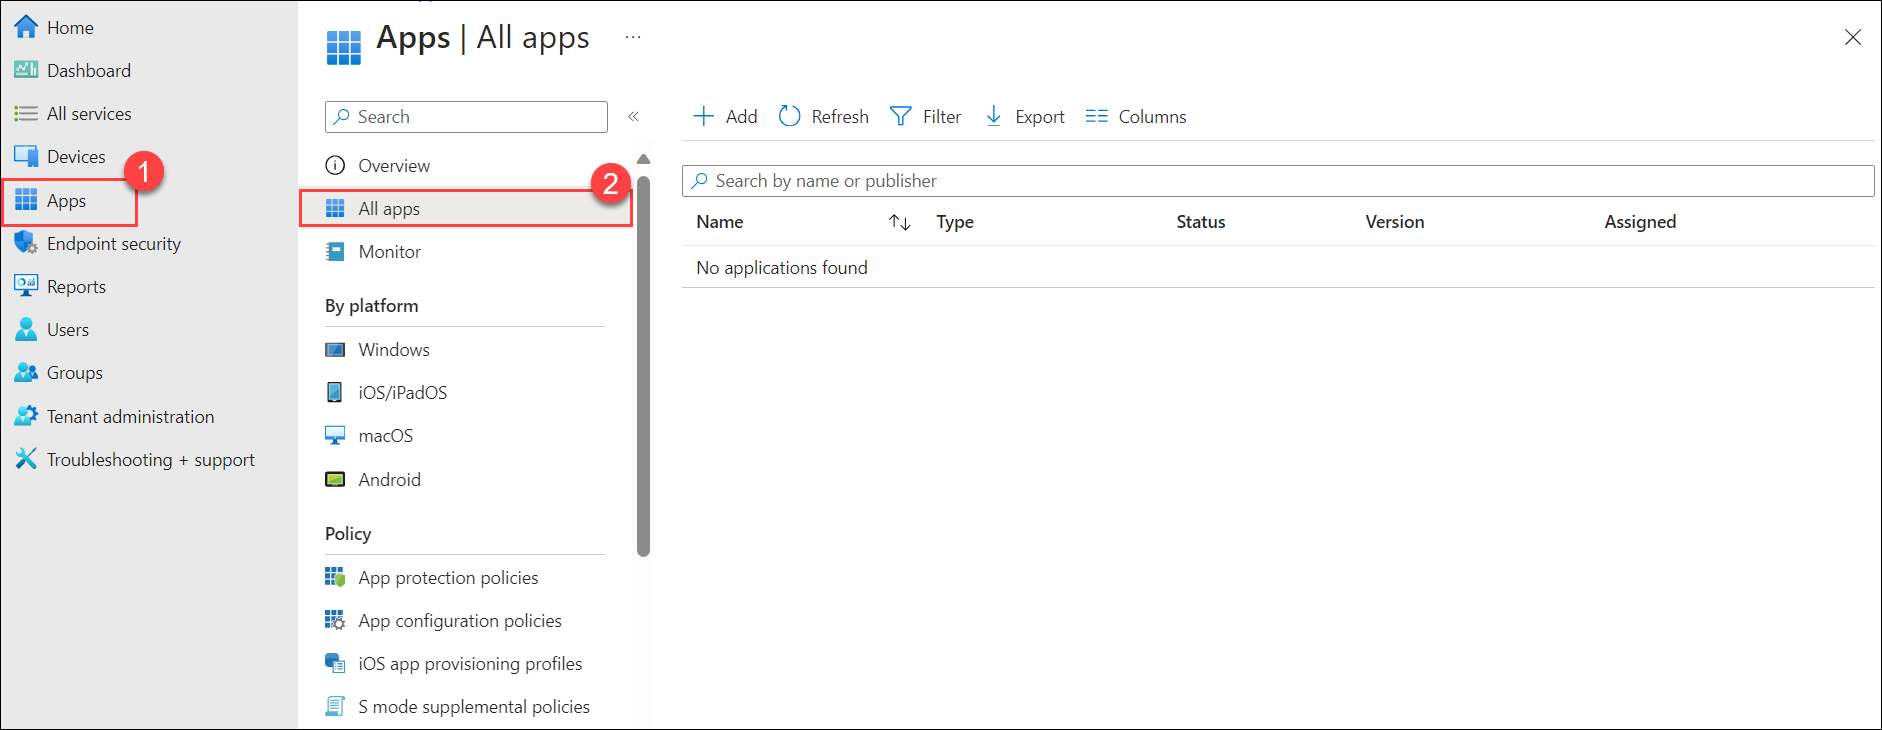 Home
Dashboard
All services
Devices
1
Apps
Endpoint security
Reports
Users
Groups
Tenant administration
Troubleshooting + support
Apps | All apps ...
Search «
Overview
2
All apps
Monitor
By platform
Windows
iOS/iPadOS
macOS
Android
Policy
App protection policies
App configuration policies
iOS app provisioning profiles
S mode supplemental policies
Add Refresh Filter Export Columns
Search by name or publisher
Name Type Status Version Assigned
No applications found